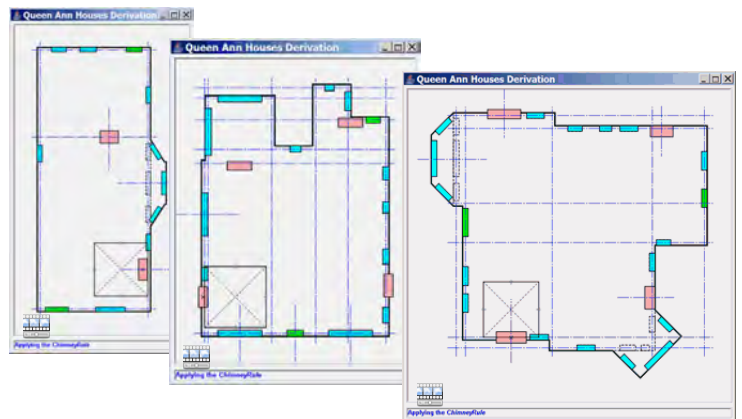 Queen Ann Houses Derivation
Applying the ChimneyRule
Queen Ann Houses Derivation
Applying the ChimneyRule
Queen Ann Houses Derivation
Applying the ChimneyRule